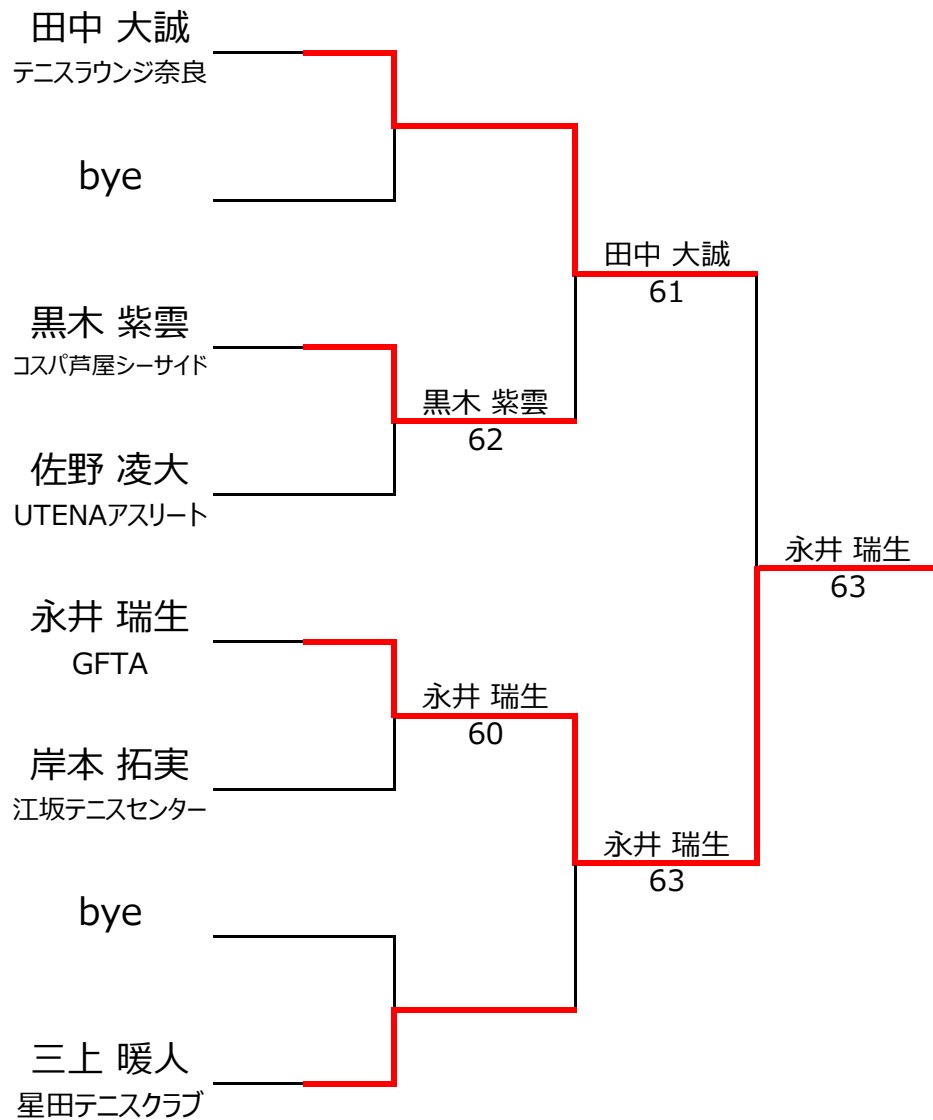 田中 大誠
テニスラウンジ奈良
bye
田中 大誠
61
黒木 紫雲
コスパ芦屋シーサイド
黒木 紫雲
62
佐野 凌大
UTENAアスリート
永井 瑞生
63
永井 瑞生
GFTA
永井 瑞生
60
岸本 拓実
江坂テニスセンター
永井 瑞生
63
bye
三上 暖人
星田テニスクラブ